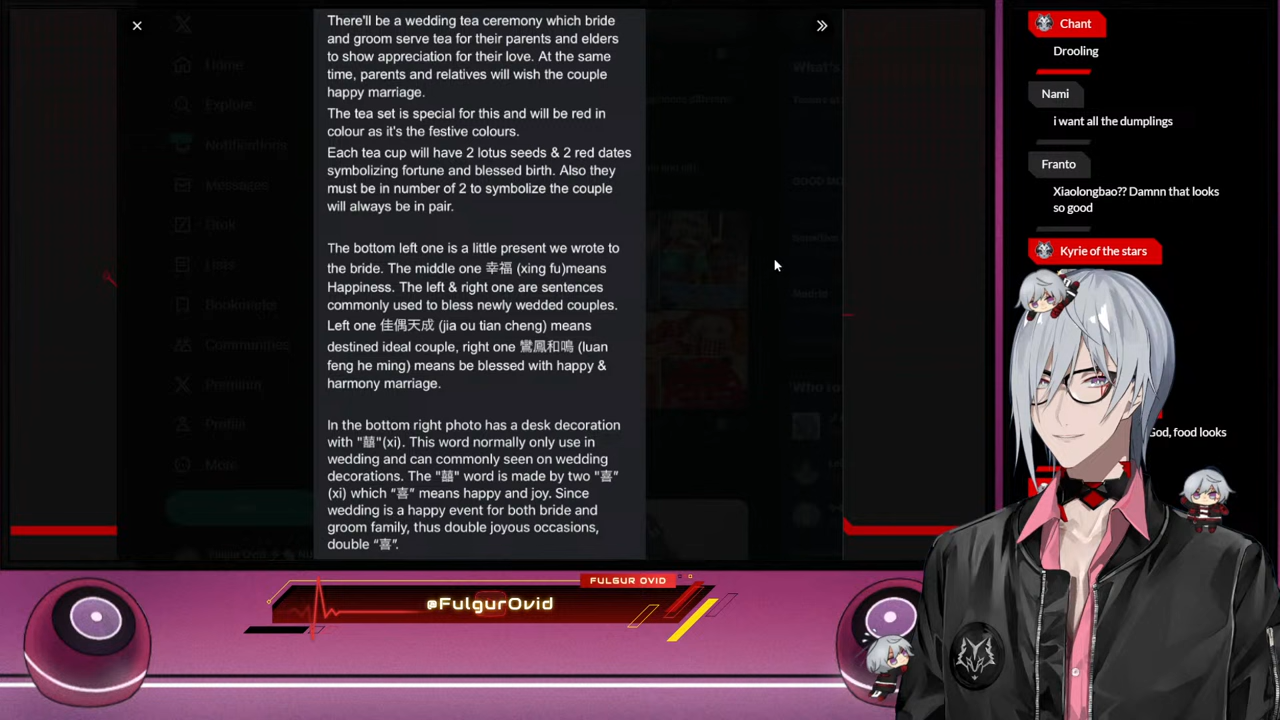 There'll be a wedding tea ceremony which bride
and groom serve tea for their parents and elders
to show appreciation for their love. At the same
time, parents and relatives will wish the couple
happy marriage.
The tea set is special for this and will be red in
colour as it's the festive colours.
Each tea cup will have 2 lotus seeds & 2 red dates
symbolizing fortune and blessed birth. Also they
must be in number of 2 to symbolize the couple
will always be in pair.
The bottom left one is a little present we wrote to
the bride. The middle one 幸福 (xing fu)means
Happiness. The left & right one are sentences
commonly used to bless newly wedded couples.
Left one 佳偶天成 (jia ou tian cheng) means
destined ideal couple, right one 鸞鳳和鳴 (luan
feng he ming) means be blessed with happy &
harmony marriage.
In the bottom right photo has a desk decoration
with "囍"(xi). This word normally only use in
wedding and can commonly seen on wedding
decorations. The "囍" word is made by two "喜"
(xi) which "喜" means happy and joy. Since
wedding is a happy event for both bride and
groom family, thus double joyous occasions,
double "喜".
Home
Explore
Notifications
Messages
Grok
Lists
Bookmarks
Communities
Premium
Profile
More
What's
FULGUR OVID
@FulgurOvid
Chant
Drooling
Nami
i want all the dumplings
Franto
Xiaolongbao?? Damnn that looks
so good
Kyrie of the stars
God, food looks